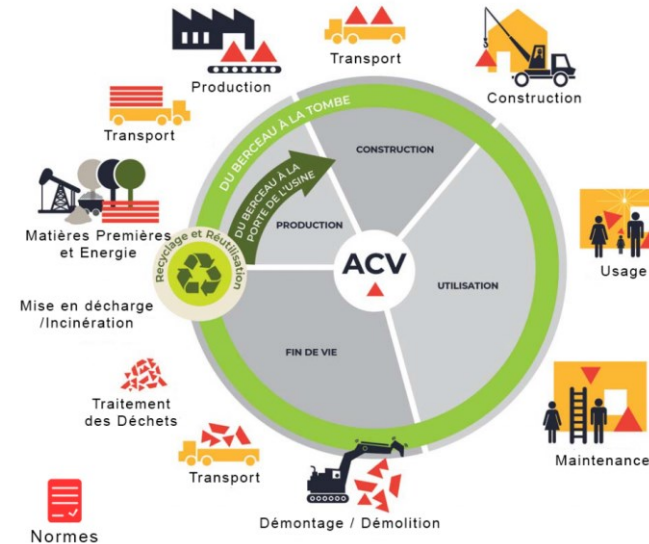 Production
Transport
Construction
Transport
DU BERCEAU À LA TOMBE
DU BERCEAU À LA
PORTE DE L'USINE
CONSTRUCTION
PRODUCTION
Matières Premières
et Energie
Recyclage et Réutilisation
ACV
Usage
UTILISATION
Mise en décharge
/Incinération
FIN DE VIE
Traitement
des Déchets
Transport
Maintenance
Démontage / Démolition
Normes